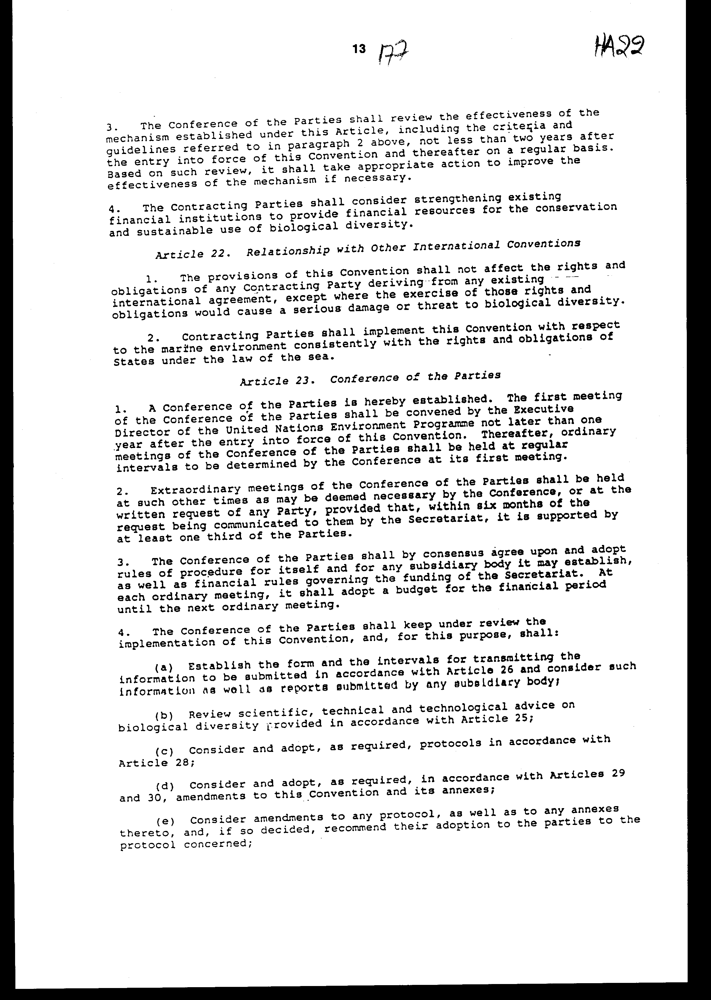 13 177 HA22
3. The Conference of the Parties shall review the effectiveness of the
mechanism established under this Article, including the criteria and
guidelines referred to in paragraph 2 above, not less than two years after
the entry into force of this Convention and thereafter on a regular basis.
Based on such review, it shall take appropriate action to improve the
effectiveness of the mechanism if necessary.
4. The Contracting Parties shall consider strengthening existing
financial institutions to provide financial resources for the conservation
and sustainable use of biological diversity.
Article 22. Relationship with Other International Conventions
1. The provisions of this Convention shall not affect the rights and
obligations of any Contracting Party deriving from any existing
international agreement, except where the exercise of those rights and
obligations would cause a serious damage or threat to biological diversity.
2. Contracting Parties shall implement this Convention with respect
to the marine environment consistently with the rights and obligations of
States under the law of the sea.
Article 23. Conference of the Parties
1. A Conference of the Parties is hereby established. The first meeting
of the Conference of the Parties shall be convened by the Executive
Director of the United Nations Environment Programme not later than one
year after the entry into force of this Convention. Thereafter, ordinary
meetings of the Conference of the Parties shall be held at regular
intervals to be determined by the Conference at its first meeting.
2. Extraordinary meetings of the Conference of the Parties shall be held
at such other times as may be deemed necessary by the Conference, or at the
written request of any Party, provided that, within six months of the
request being communicated to them by the Secretariat, it is supported by
at least one third of the Parties.
3. The Conference of the Parties shall by consensus agree upon and adopt
rules of procedure for itself and for any subsidiary body it may establish,
as well as financial rules governing the funding of the Secretariat. At
each ordinary meeting, it shall adopt a budget for the financial period
until the next ordinary meeting.
4. The Conference of the Parties shall keep under review the
implementation of this Convention, and, for this purpose, shall:
(a) Establish the form and the intervals for transmitting the
information to be submitted in accordance with Article 26 and consider such
information as well as reports submitted by any subsidiary body;
(b) Review scientific, technical and technological advice on
biological diversity provided in accordance with Article 25;
(c) Consider and adopt, as required, protocols in accordance with
Article 28;
(d) Consider and adopt, as required, in accordance with Articles 29
and 30, amendments to this Convention and its annexes;
(e) Consider amendments to any protocol, as well as to any annexes
thereto, and, if so decided, recommend their adoption to the parties to the
protocol concerned;